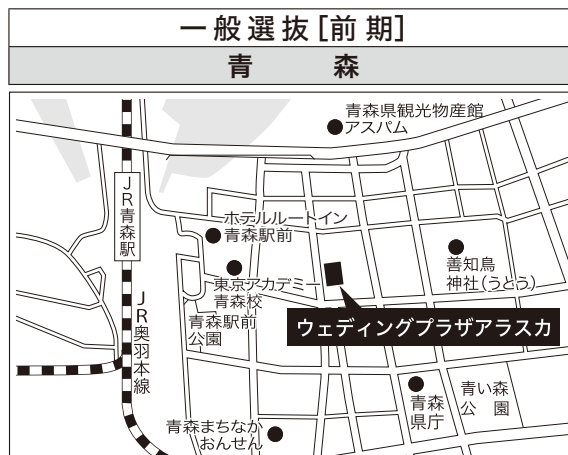 一般選抜[前期]
青森
青森県観光物産館
アスパム
JR青森駅
ホテルルートイン
青森駅前
東京アカデミー
青森校
善知鳥
神社(うとう)
青森駅前
公園
JR奥羽本線
ウェディングプラザアラスカ
青森
県庁
青い森
公園
青森まちなか
おんせん